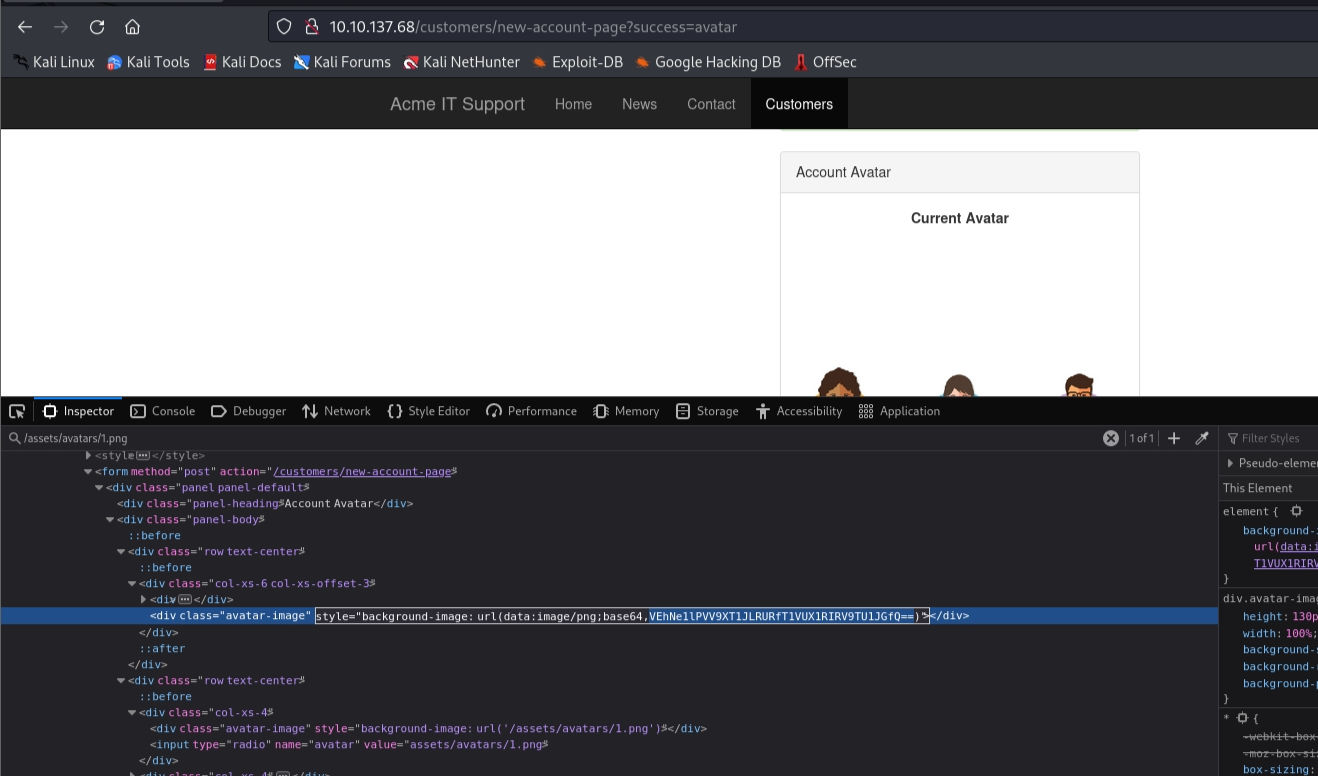 10.10.137.68/customers/new-account-page?success=avatar
Kali Linux Kali Tools Kali Docs Kali Forums Kali NetHunter Exploit-DB Google Hacking DB OffSec
Acme IT Support Home News Contact Customers
Account Avatar
Current Avatar
Inspector Console Debugger Network Style Editor Performance Memory Storage Accessibility Application
/assets/avatars/1.png 1 of 1 + Filter Styles
<style></style>
<form method="post" action="/customers/new-account-page">
<div class="panel panel-default">
<div class="panel-heading">Account Avatar</div>
<div class="panel-body">
::before
<div class="row text-center">
::before
<div class="col-xs-6 col-xs-offset-3">
<div></div>
<div class="avatar-image" style="background-image: url(data:image/png;base64,VEhNe1lPVV9XT1JLRURfT1VUX1RIRV9TU1JGfQ==)"></div>
</div>
::after
</div>
<div class="row text-center">
::before
<div class="col-xs-4">
<div class="avatar-image" style="background-image: url('/assets/avatars/1.png')"></div>
<input type="radio" name="avatar" value="assets/avatars/1.png">
</div>
<div class="col-xs-4"></div>
Pseudo-eleme
This Element
element {
background-i
url(data:i
T1VUX1RIRV
}
div.avatar-imag
height: 130p
width: 100%;
background-s
background-r
background-p
}
* {
-webkit-box
-moz-box-si
box-sizing: